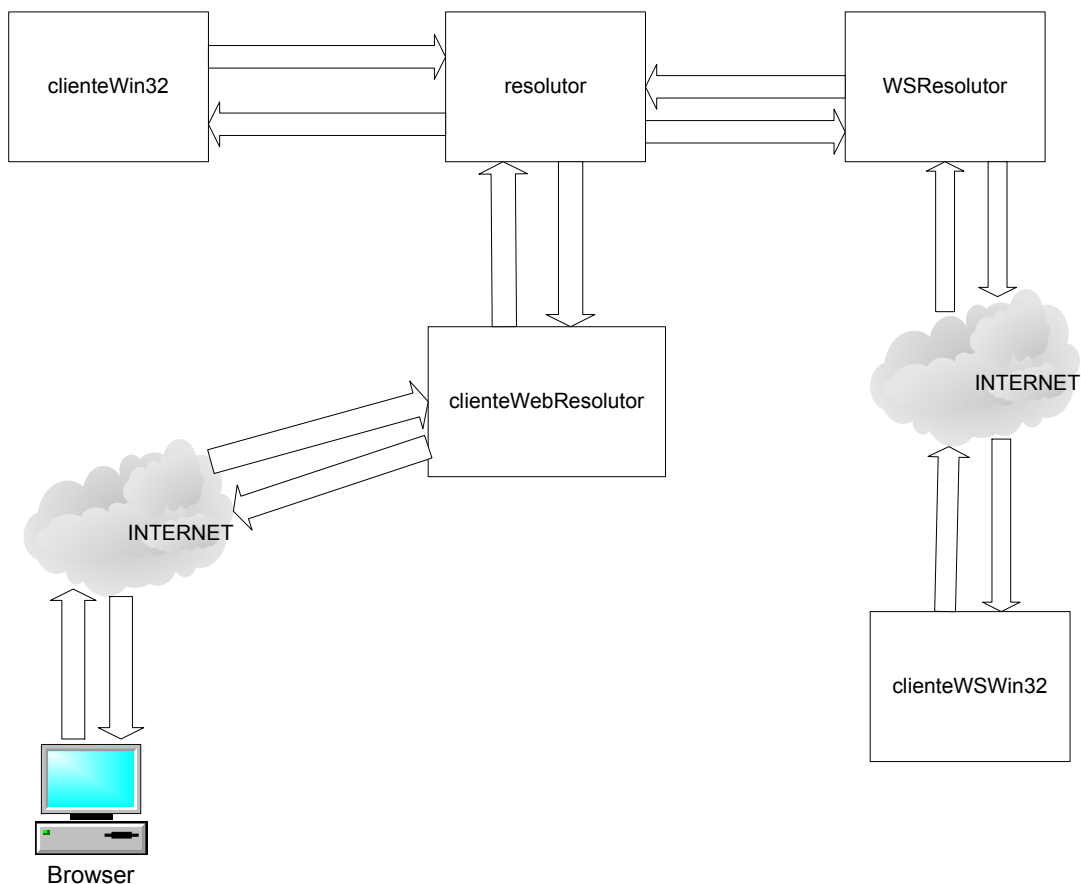 clienteWin32
resolutor
WSResolutor
clienteWebResolutor
INTERNET
INTERNET
clienteWSWin32
Browser